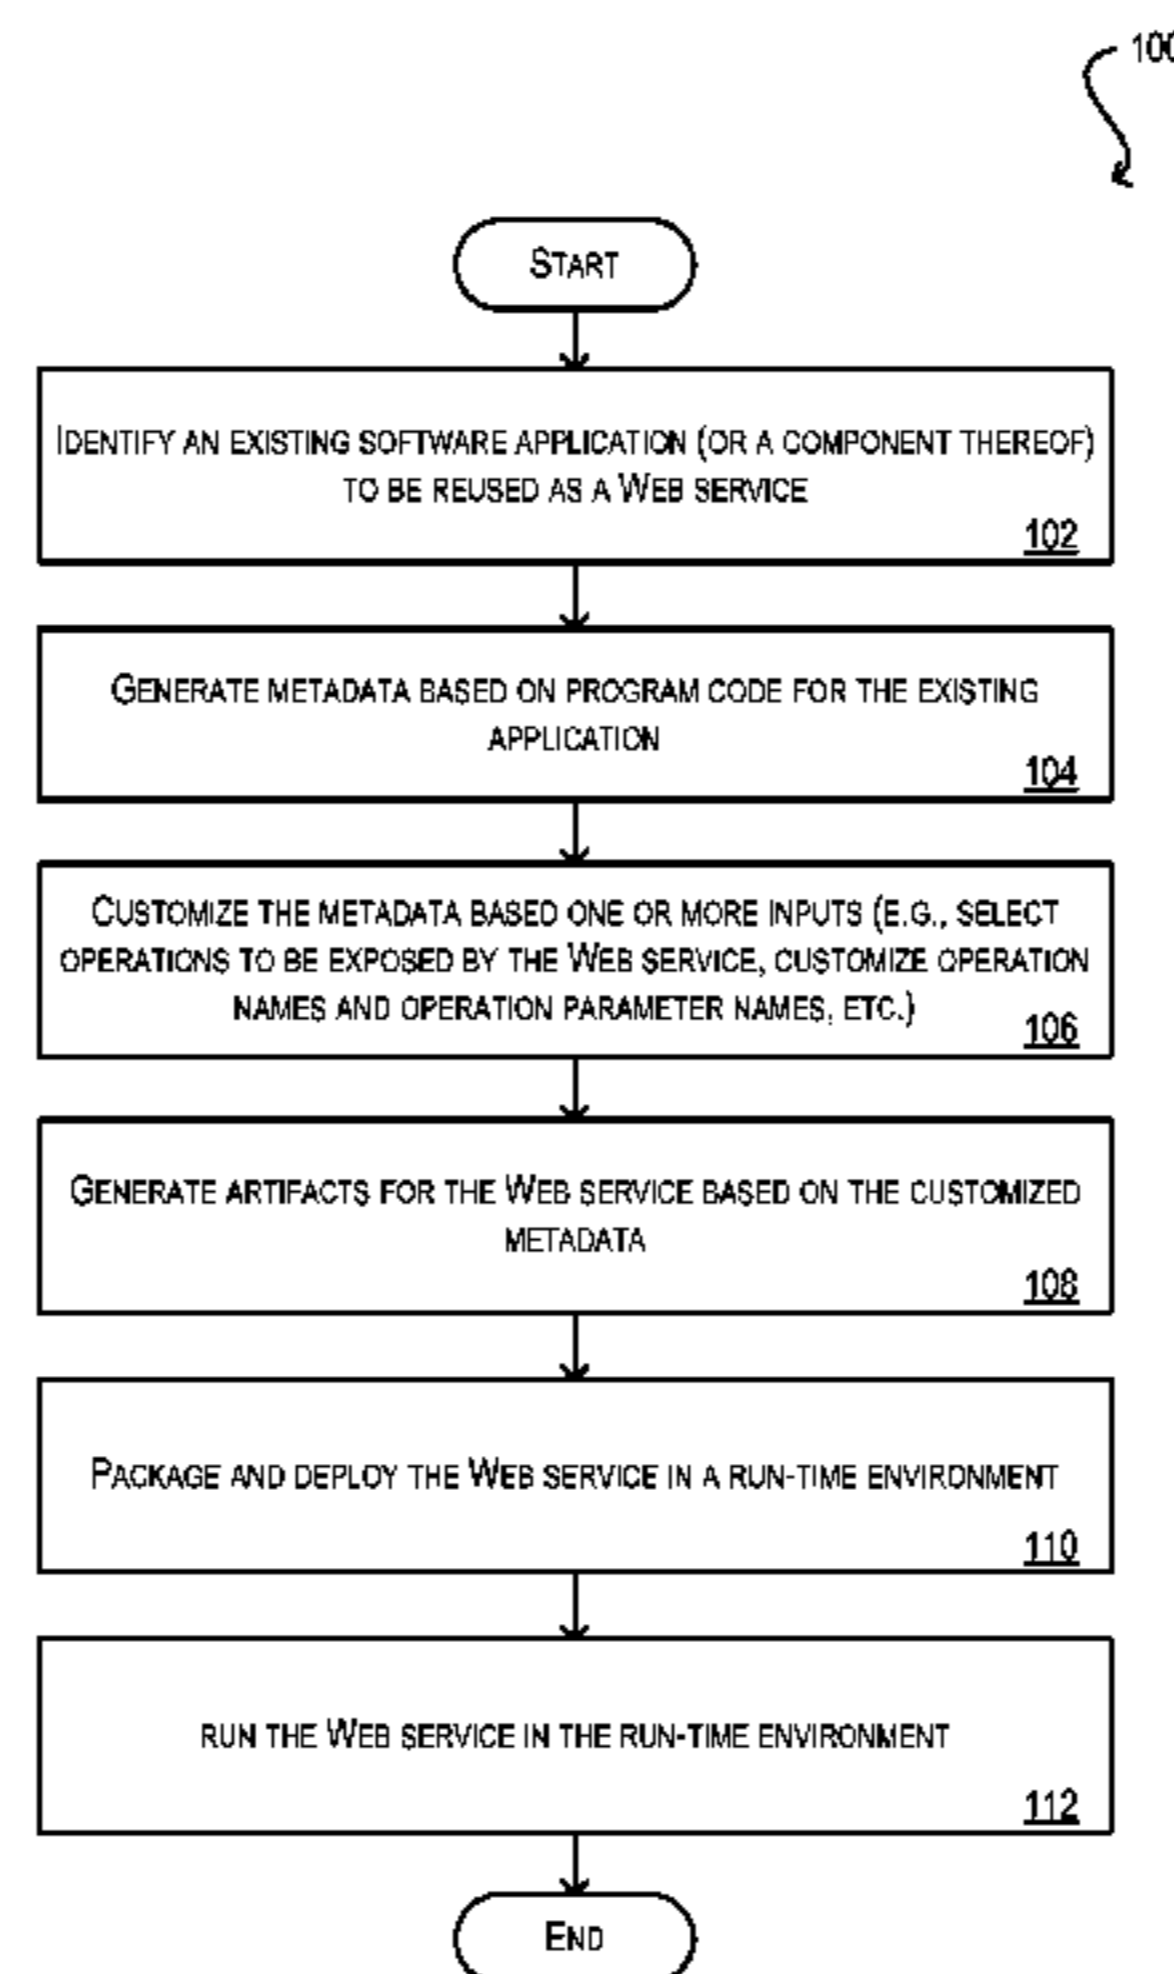 100
START
IDENTIFY AN EXISTING SOFTWARE APPLICATION (OR A COMPONENT THEREOF)
TO BE REUSED AS A WEB SERVICE
102
GENERATE METADATA BASED ON PROGRAM CODE FOR THE EXISTING
APPLICATION
104
CUSTOMIZE THE METADATA BASED ONE OR MORE INPUTS (E.G., SELECT
OPERATIONS TO BE EXPOSED BY THE WEB SERVICE, CUSTOMIZE OPERATION
NAMES AND OPERATION PARAMETER NAMES, ETC.)
106
GENERATE ARTIFACTS FOR THE WEB SERVICE BASED ON THE CUSTOMIZED
METADATA
108
PACKAGE AND DEPLOY THE WEB SERVICE IN A RUN-TIME ENVIRONMENT
110
RUN THE WEB SERVICE IN THE RUN-TIME ENVIRONMENT
112
END